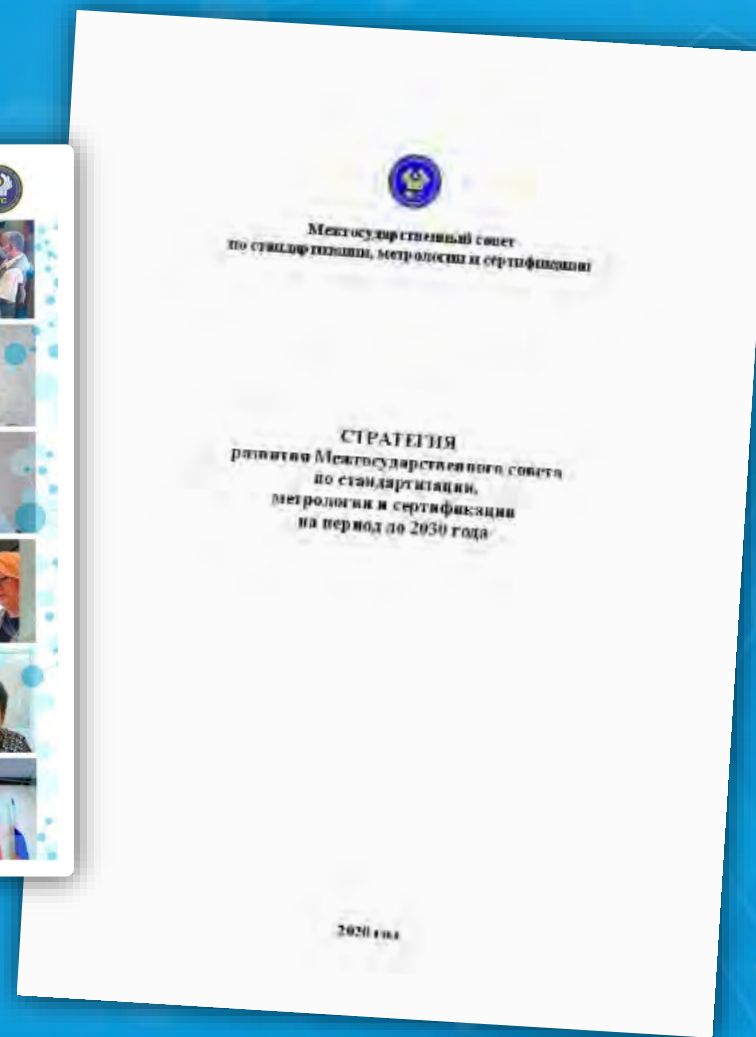 Межгосударственный совет
по стандартизации, метрологии и сертификации
СТРАТЕГИЯ
развития Межгосударственного совета
по стандартизации,
метрологии и сертификации
на период до 2030 года
2020 год